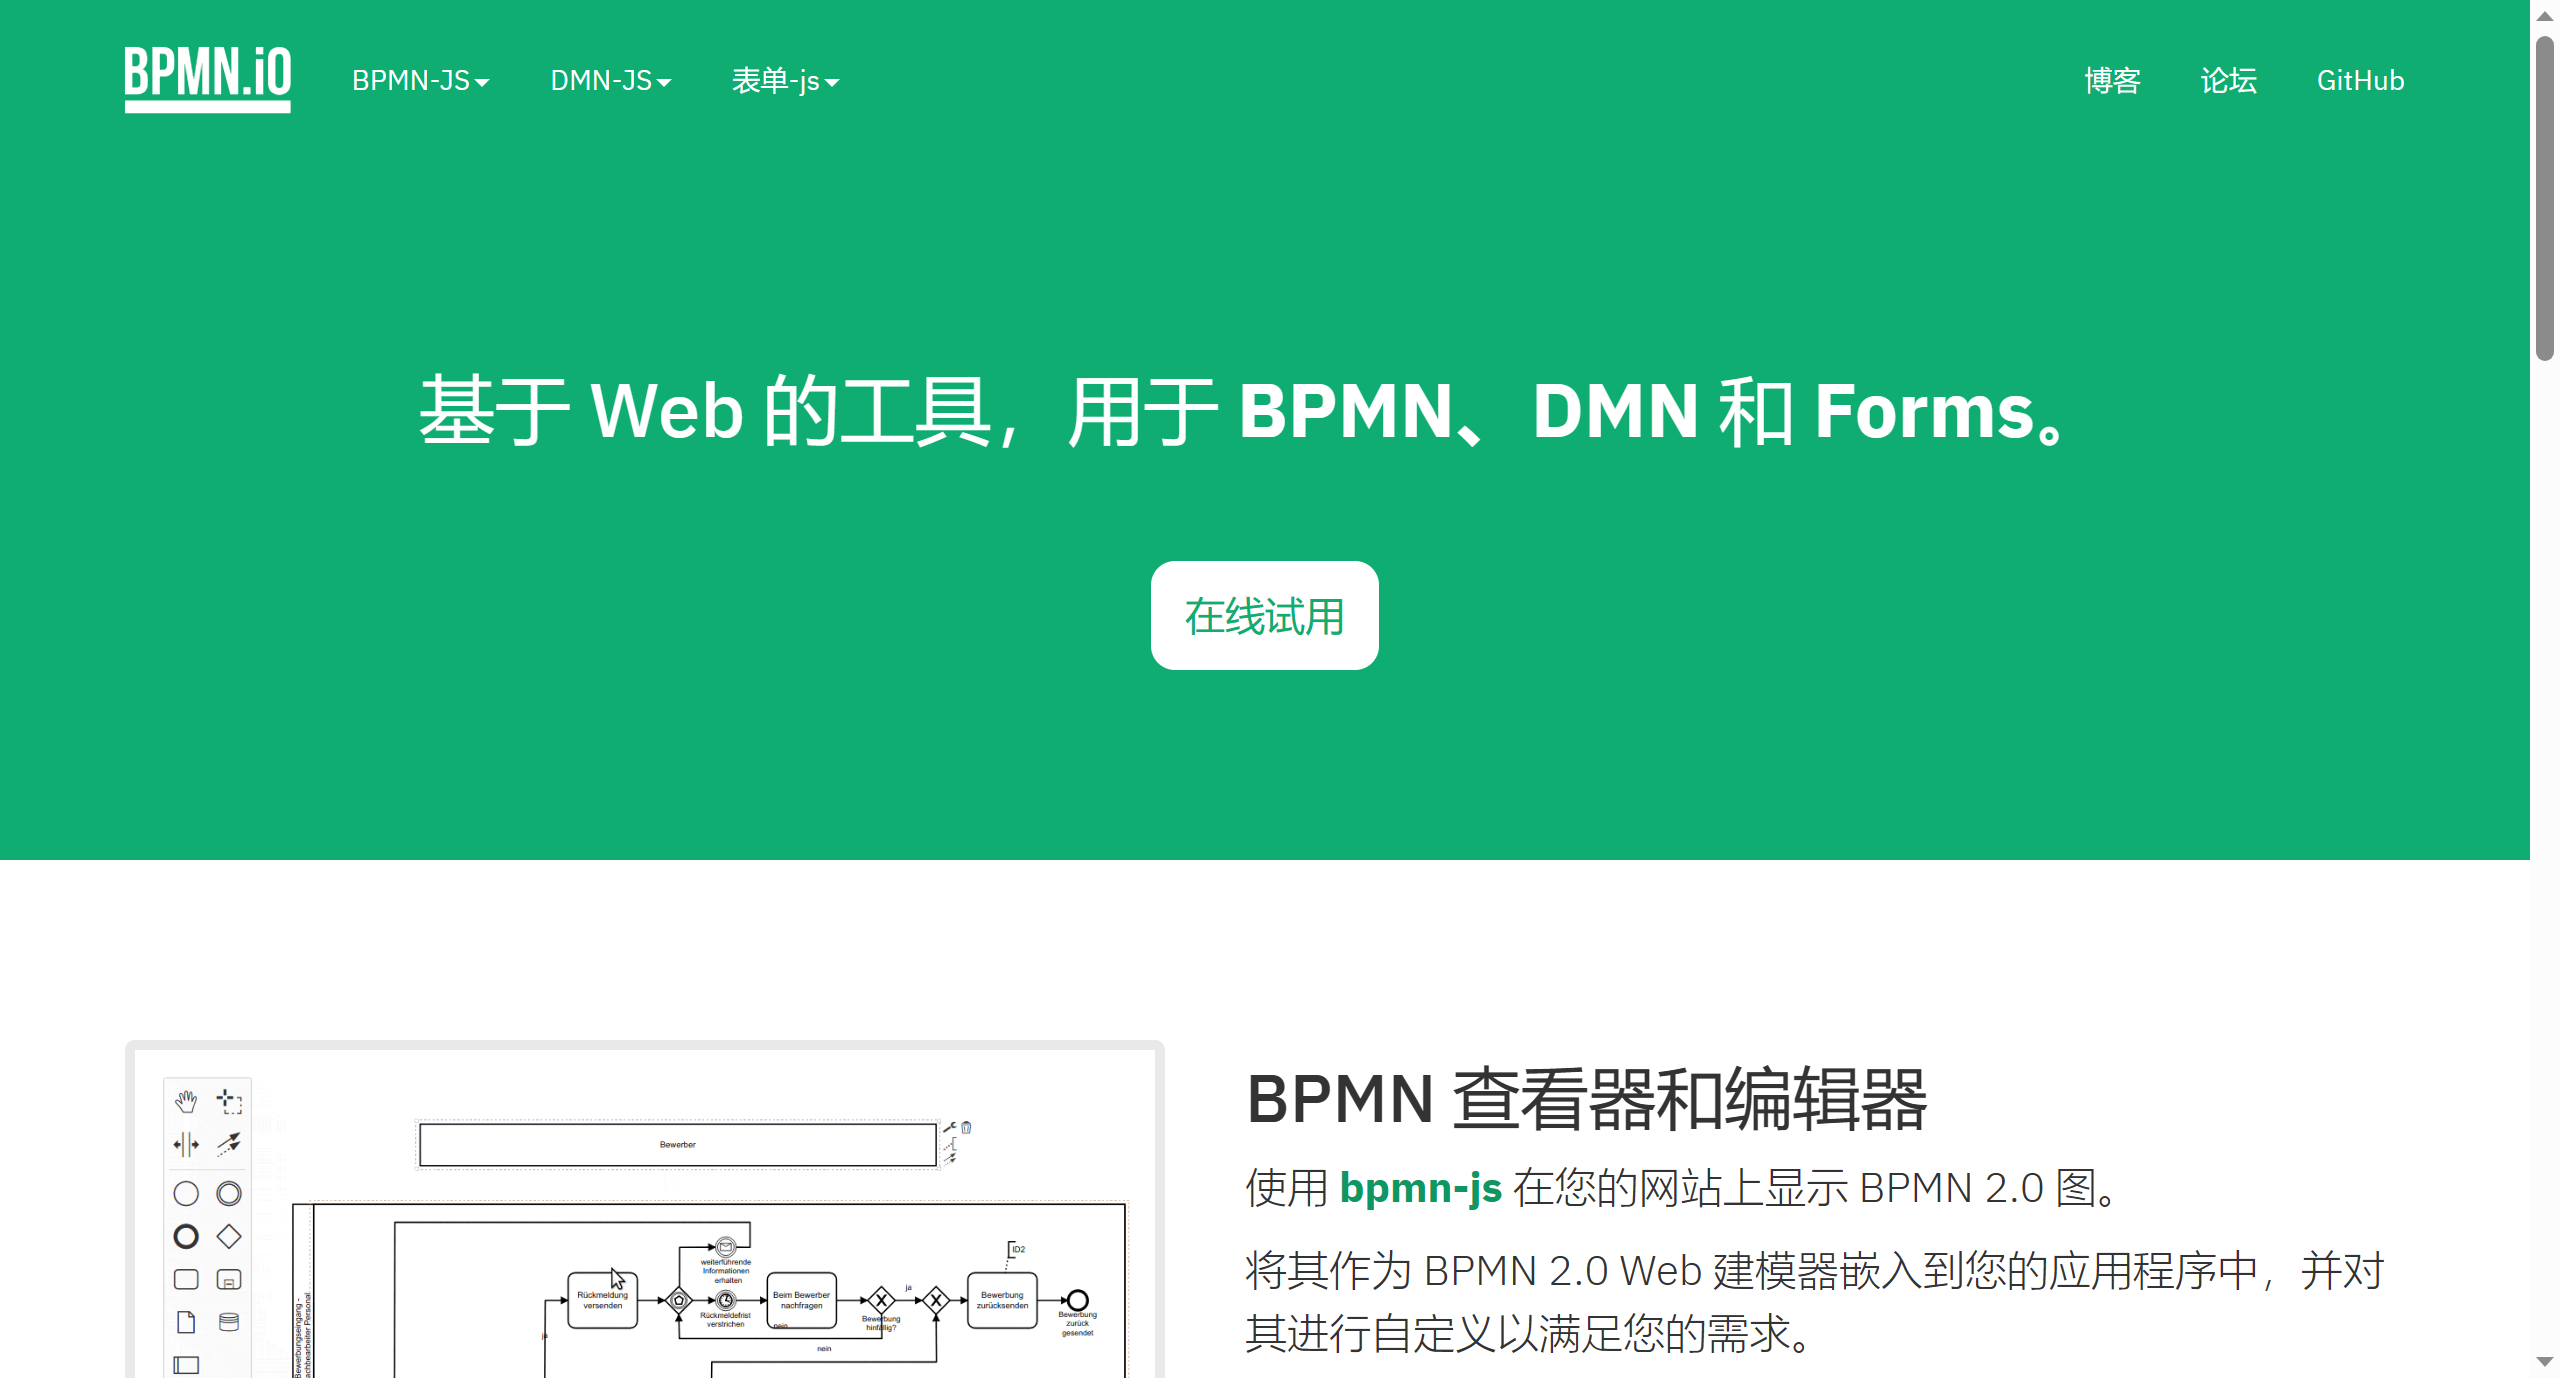 BPMN.iO
BPMN-JS
DMN-JS
表单-js
博客
论坛
GitHub
基于 Web 的工具，用于 BPMN、DMN 和 Forms。
在线试用
BPMN 查看器和编辑器
使用 bpmn-js 在您的网站上显示 BPMN 2.0 图。
将其作为 BPMN 2.0 Web 建模器嵌入到您的应用程序中，并对
其进行自定义以满足您的需求。
Bewerber
ID2
weiterführende
Informationen
erhalten
Rückmeldung
versenden
Rückmeldefrist
verstrichen
Beim Bewerber
nachfragen
nein
ja
Bewerbung
hinfällig?
Bewerbung
zurücksenden
Bewerbung
zurück
gesendet
ja
nein
Bewerbungseingang -